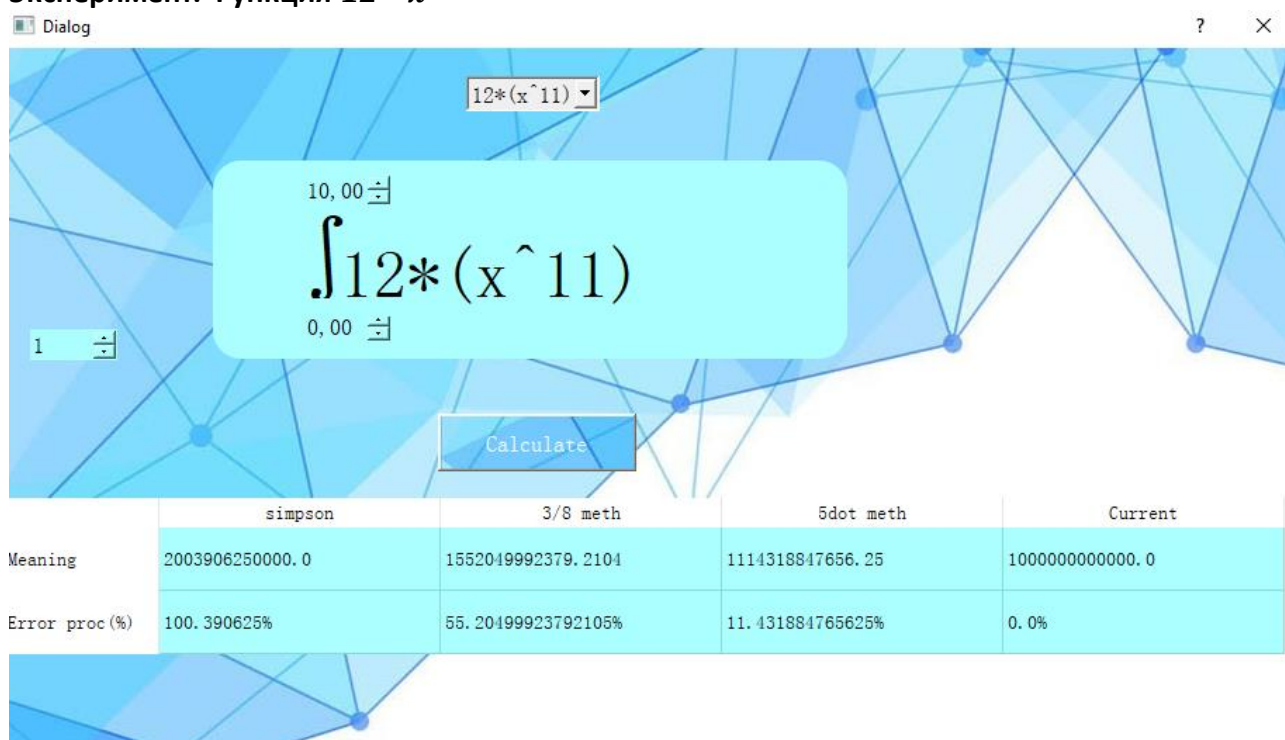 Dialog ? ×
12*(x^11)
10,00
∫12*(x^11)
0,00
1
Calculate
simpson 3/8 meth 5dot meth Current
Meaning 2003906250000.0 1552049992379.2104 1114318847656.25 1000000000000.0
Error proc(%) 100.390625% 55.20499923792105% 11.431884765625% 0.0%